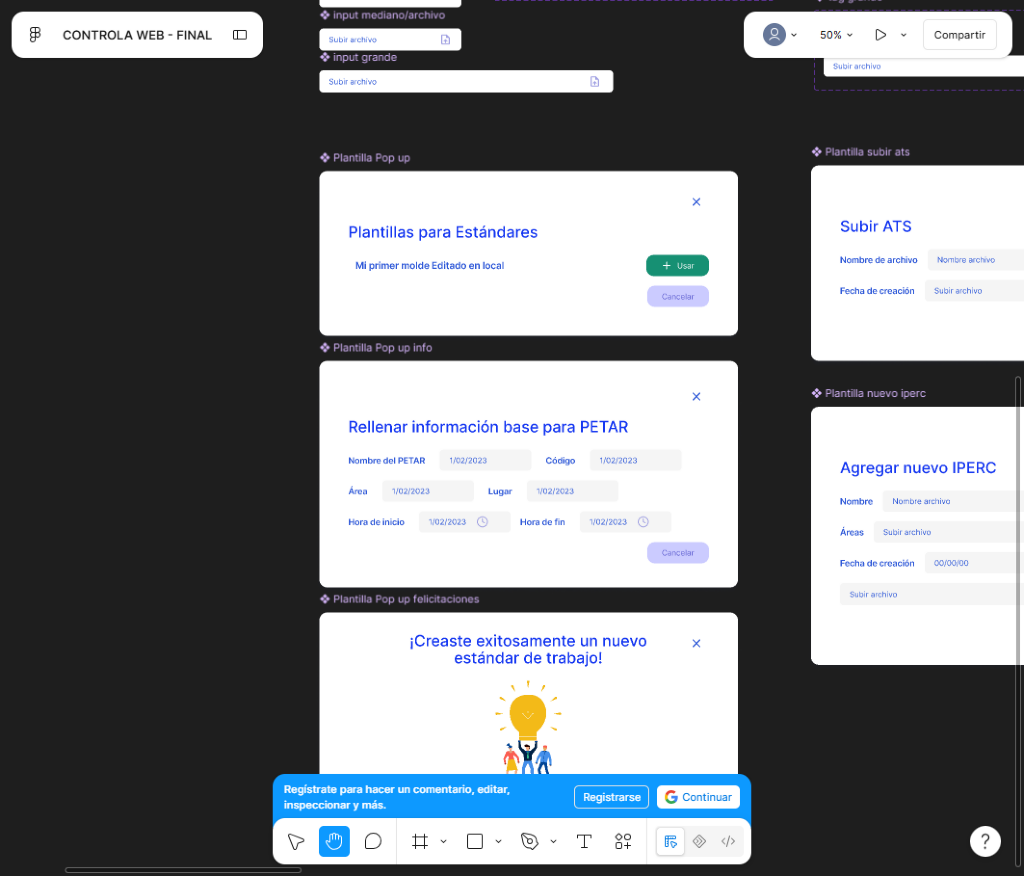 input mediano/archivo
CONTROLA WEB - FINAL
50%
Compartir
Subir archivo
input grande
Subir archivo
Subir archivo
Plantilla Pop up
Plantillas para Estándares
Mi primer molde Editado en local
Usar
Cancelar
Plantilla Pop up info
Rellenar información base para PETAR
Nombre del PETAR 1/02/2023 Código 1/02/2023
Área 1/02/2023 Lugar 1/02/2023
Hora de inicio 1/02/2023 Hora de fin 1/02/2023
Cancelar
Plantilla Pop up felicitaciones
¡Creaste exitosamente un nuevo
estándar de trabajo!
Plantilla subir ats
Subir ATS
Nombre de archivo Nombre archivo
Fecha de creación Subir archivo
Plantilla nuevo iperc
Agregar nuevo IPERC
Nombre Nombre archivo
Áreas Subir archivo
Fecha de creación 00/00/00
Subir archivo
Regístrate para hacer un comentario, editar,
inspeccionar y más.
Registrarse
Continuar
?